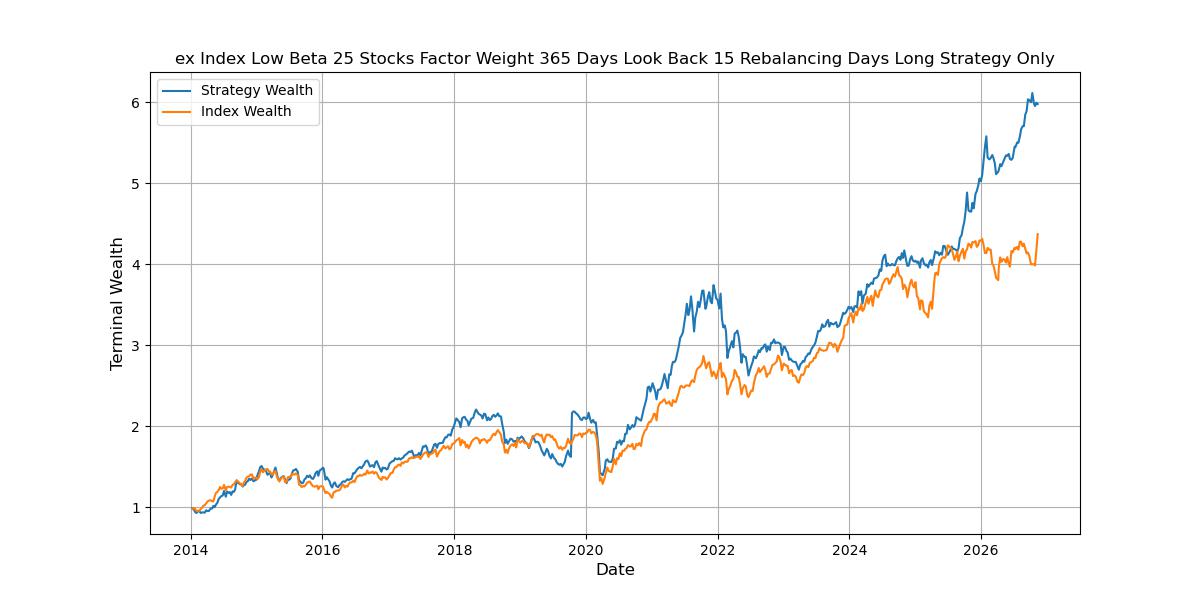 ex Index Low Beta 25 Stocks Factor Weight 365 Days Look Back 15 Rebalancing Days Long Strategy Only
Strategy Wealth
Index Wealth
Terminal Wealth
6
5
4
3
2
1
2014 2016 2018 2020 2022 2024 2026
Date